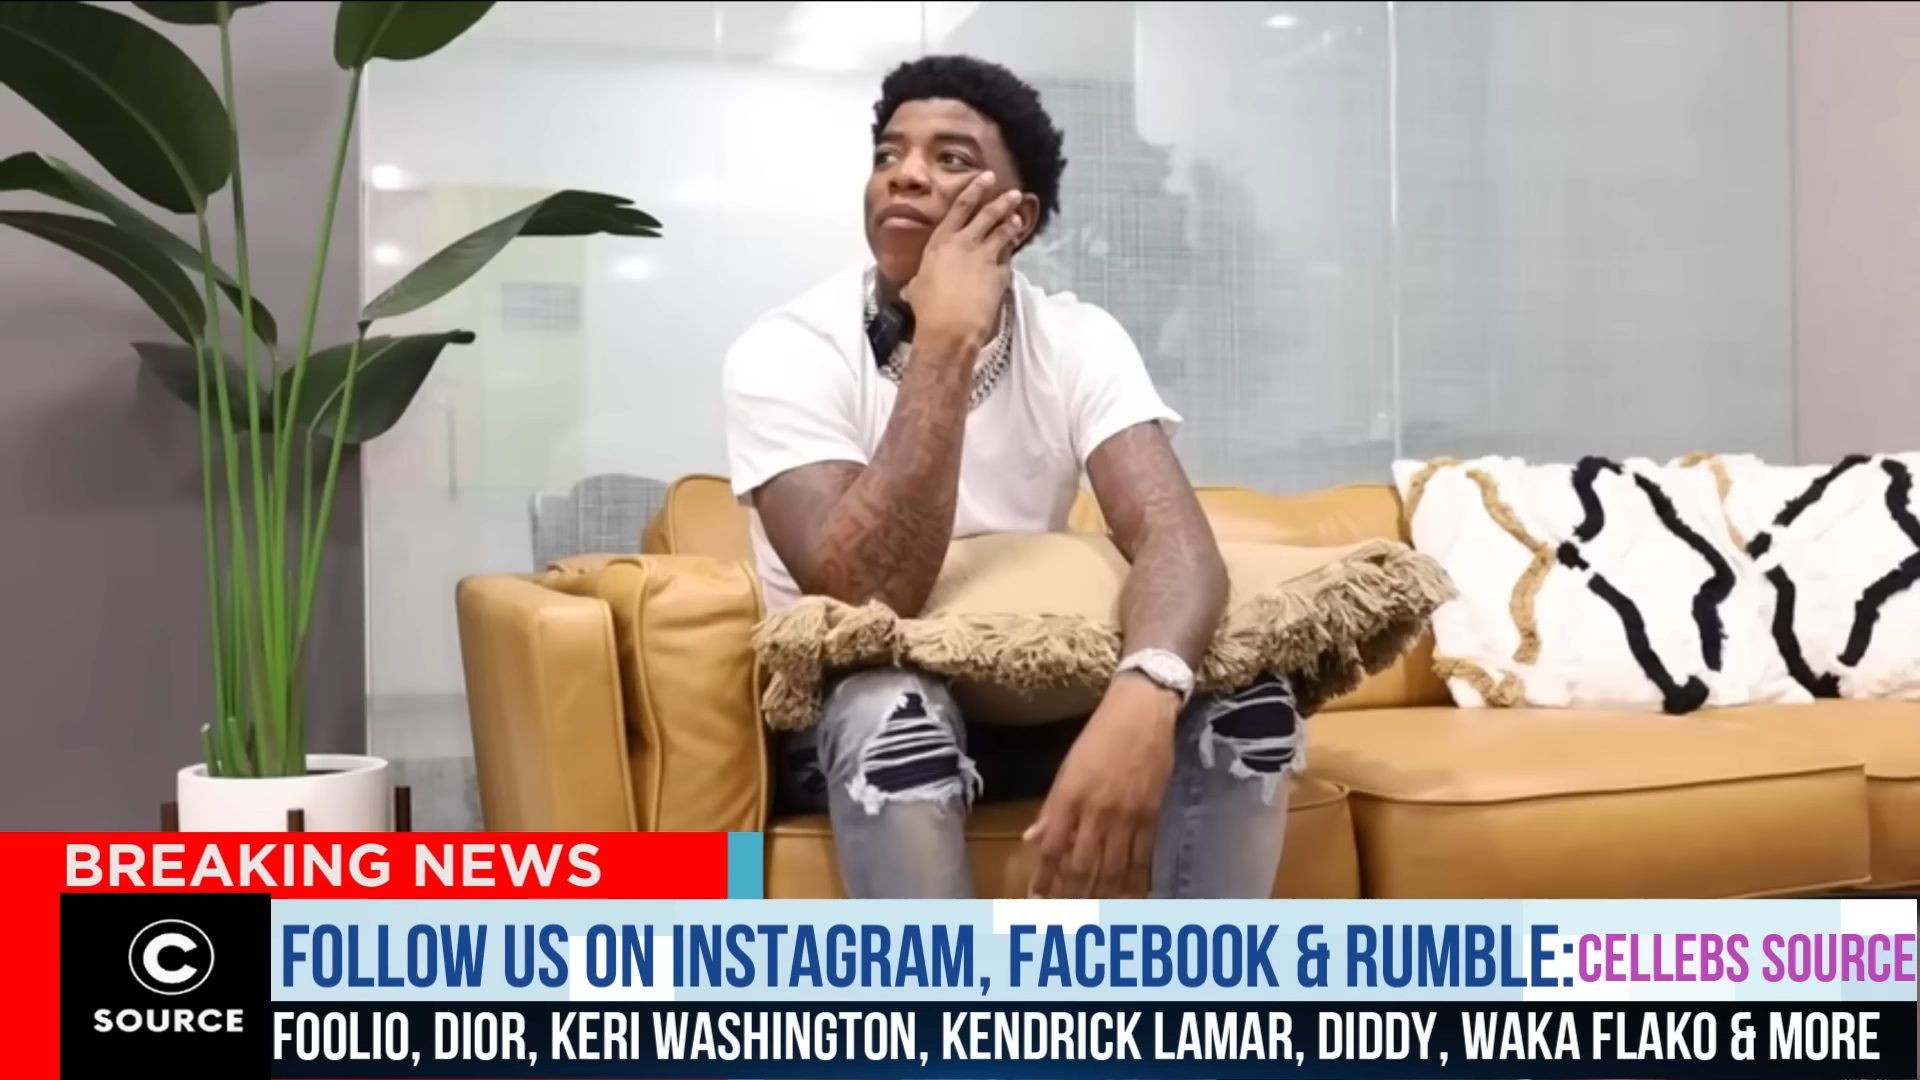 BREAKING NEWS
C
SOURCE
FOLLOW US ON INSTAGRAM, FACEBOOK & RUMBLE:CELLEBS SOURCE
FOOLIO, DIOR, KERI WASHINGTON, KENDRICK LAMAR, DIDDY, WAKA FLAKO & MORE